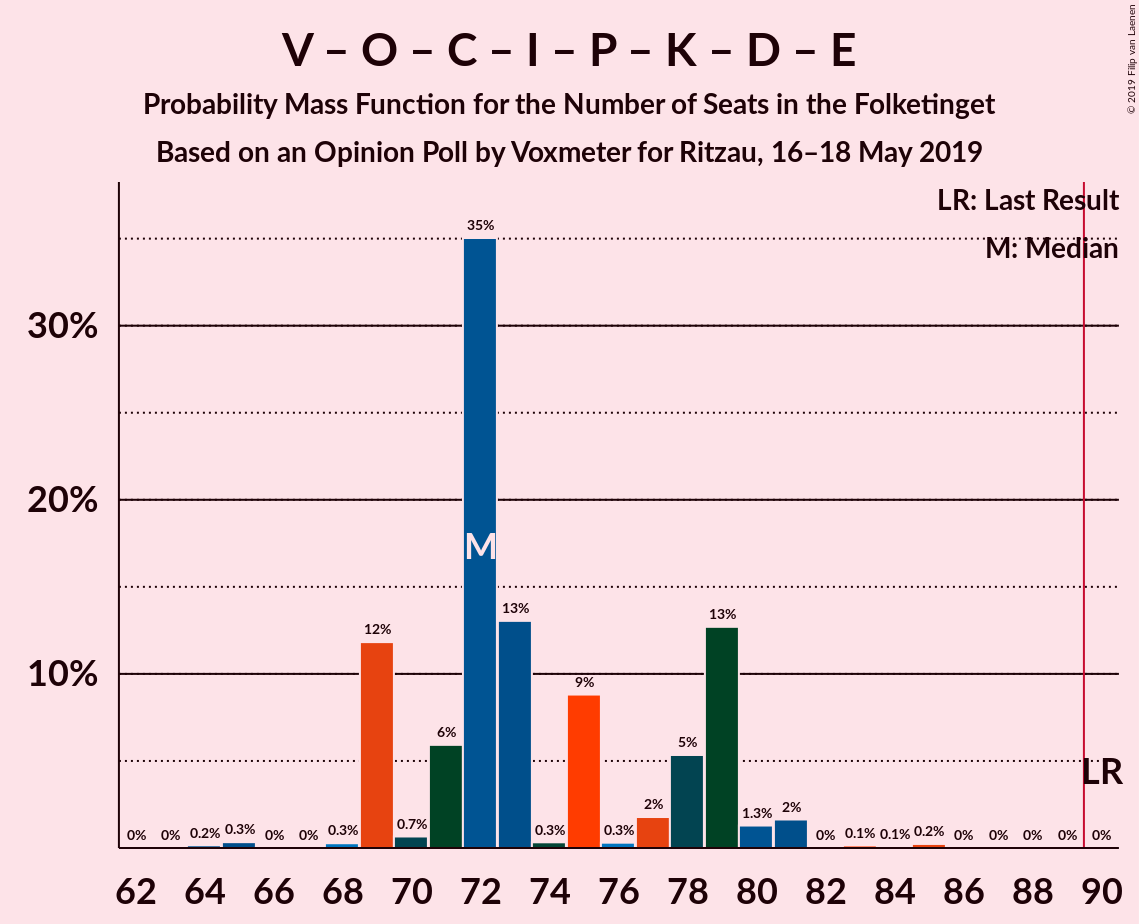 V – O – C – I – P – K – D – E
Probability Mass Function for the Number of Seats in the Folketinget
Based on an Opinion Poll by Voxmeter for Ritzau, 16–18 May 2019
© 2019 Filip van Laenen
LR: Last Result
M: Median
30%
20%
10%
0% 0% 0.2% 0.3% 0% 0% 0.3% 12% 0.7% 6% 35% 13% 0.3% 9% 0.3% 2% 5% 13% 1.3% 2% 0% 0.1% 0.1% 0.2% 0% 0% 0% 0% 0%
M
LR
62 64 66 68 70 72 74 76 78 80 82 84 86 88 90